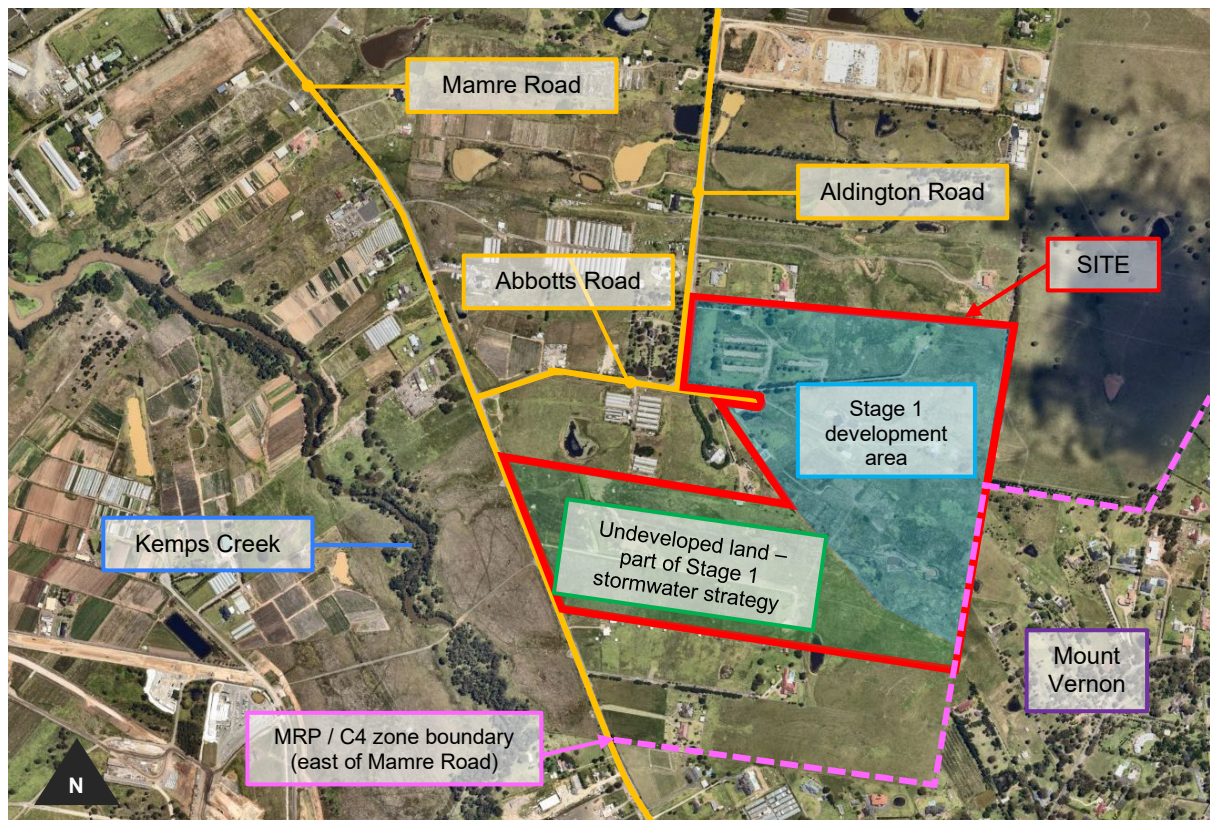 Mamre Road
Aldington Road
SITE
Abbotts Road
Stage 1
development
area
Undeveloped land –
part of Stage 1
stormwater strategy
Kemps Creek
Mount
Vernon
MRP / C4 zone boundary
(east of Mamre Road)
N